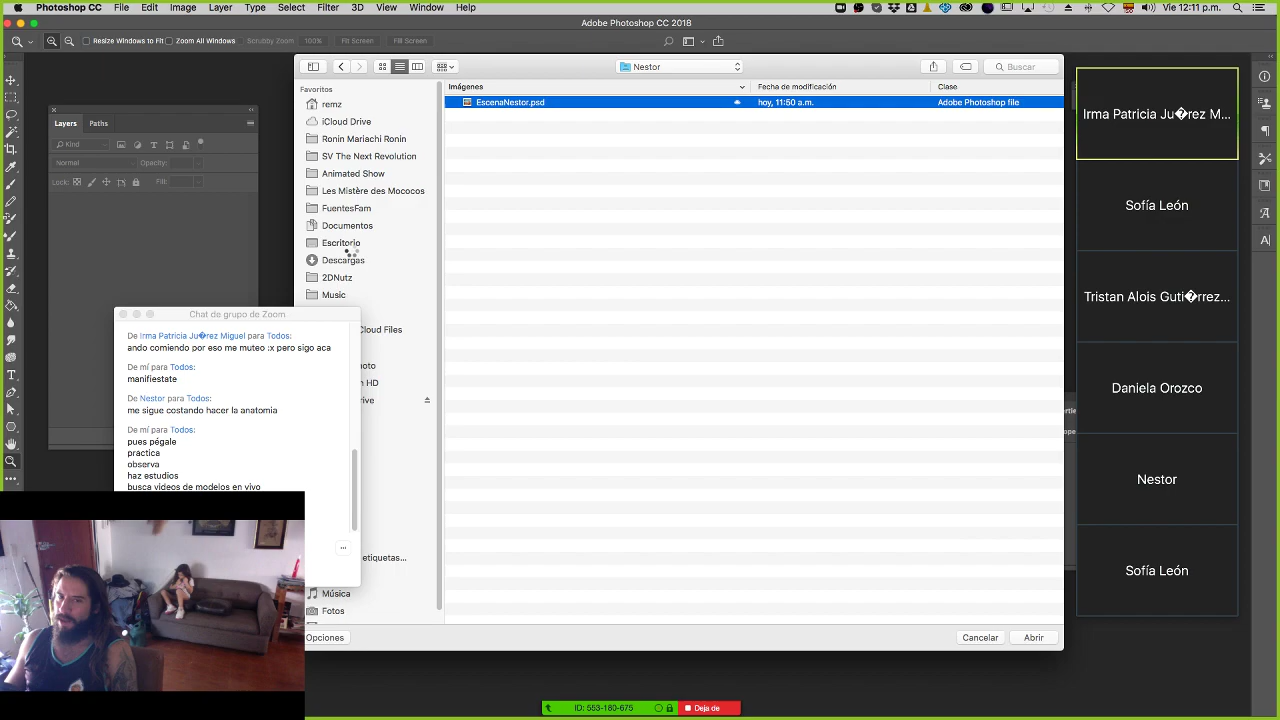 Photoshop CC File Edit Image Layer Type Select Filter 3D View Window Help
Vie 12:11 p.m.
Adobe Photoshop CC 2018
Resize Windows to Fit Zoom All Windows Scrubby Zoom 100% Fit Screen Fill Screen
Nestor
Buscar
Favoritos
remz
iCloud Drive
Ronin Mariachi Ronin
SV The Next Revolution
Animated Show
Les Mistère des Mococos
FuentesFam
Documentos
Escritorio
Descargas
2DNutz
Music
Cloud Files
oto
n HD
rive
etiquetas...
Música
Fotos
Opciones
Imágenes Fecha de modificación Clase
EscenaNestor.psd hoy, 11:50 a.m. Adobe Photoshop file
Cancelar Abrir
Layers Paths
Kind
Normal Opacity:
Lock: Fill:
Chat de grupo de Zoom
De Irma Patricia Ju�rez Miguel para Todos:
ando comiendo por eso me muteo :x pero sigo aca
De mí para Todos:
manifiestate
De Nestor para Todos:
me sigue costando hacer la anatomia
De mí para Todos:
pues pégale
practica
observa
haz estudios
busca videos de modelos en vivo
Irma Patricia Ju�rez M...
Sofía León
Tristan Alois Guti�rrez...
Daniela Orozco
Nestor
Sofía León
ID: 553-180-675 Deja de